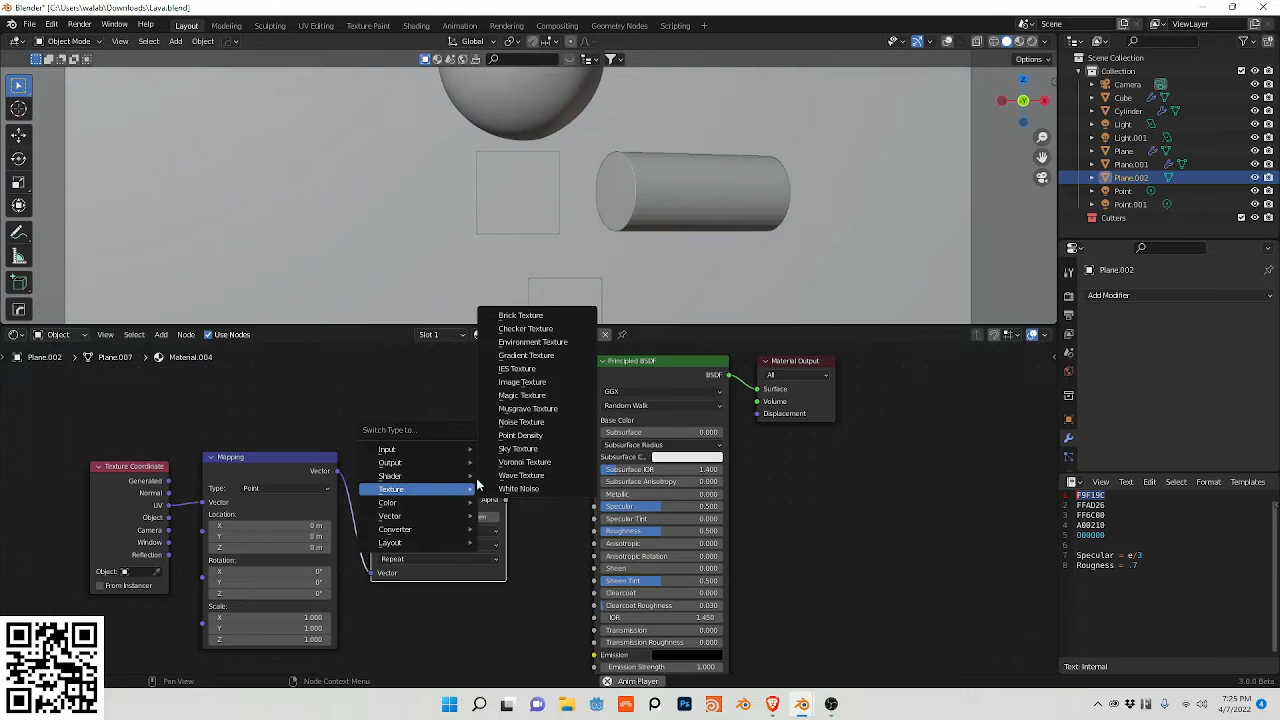 Blender* [C:\Users\walab\Downloads\Lava.blend]
File Edit Render Window Help
Layout Modeling Sculpting UV Editing Texture Paint Shading Animation Rendering Compositing Geometry Nodes Scripting +
Scene ViewLayer
Object Mode View Select Add Object Global
Options
Z
-Y X
Scene Collection
Collection
Camera
Cube
Cylinder
Light
Light.001
Plane
Plane.001
Plane.002
Point
Point.001
Cutters
Plane.002
Add Modifier
Object View Select Add Node Use Nodes Slot 1
Plane.002 > Plane.007 > Material.004
Texture Coordinate
Generated
Normal
UV
Object
Camera
Window
Reflection
Object:
From Instancer
Mapping
Vector
Type: Point
Vector
Location:
X 0 m
Y 0 m
Z 0 m
Rotation:
X 0°
Y 0°
Z 0°
Scale:
X 1.000
Y 1.000
Z 1.000
Switch Type to...
Input
Output
Shader
Texture
Color
Vector
Converter
Layout
Alpha
Repeat
Vector
Brick Texture
Checker Texture
Environment Texture
Gradient Texture
IES Texture
Image Texture
Magic Texture
Musgrave Texture
Noise Texture
Point Density
Sky Texture
Voronoi Texture
Wave Texture
White Noise
Principled BSDF
BSDF
GGX
Random Walk
Base Color
Subsurface 0.000
Subsurface Radius
Subsurface C..
Subsurface IOR 1.400
Subsurface Anisotropy 0.000
Metallic 0.000
Specular 0.500
Specular Tint 0.000
Roughness 0.500
Anisotropic 0.000
Anisotropic Rotation 0.000
Sheen 0.000
Sheen Tint 0.500
Clearcoat 0.000
Clearcoat Roughness 0.030
IOR 1.450
Transmission 0.000
Transmission Roughness 0.000
Emission
Emission Strength 1.000
Material Output
All
Surface
Volume
Displacement
View Text Edit Select Format Templates
1 F9F19C
2 FFAD2B
3 FF6C00
4 A00210
5 000000
6
7 Specular = e/3
8 Rougness = .7
Text: Internal
Pan View Node Context Menu Anim Player 3.0.0 Beta
7:25 PM
4/7/2022